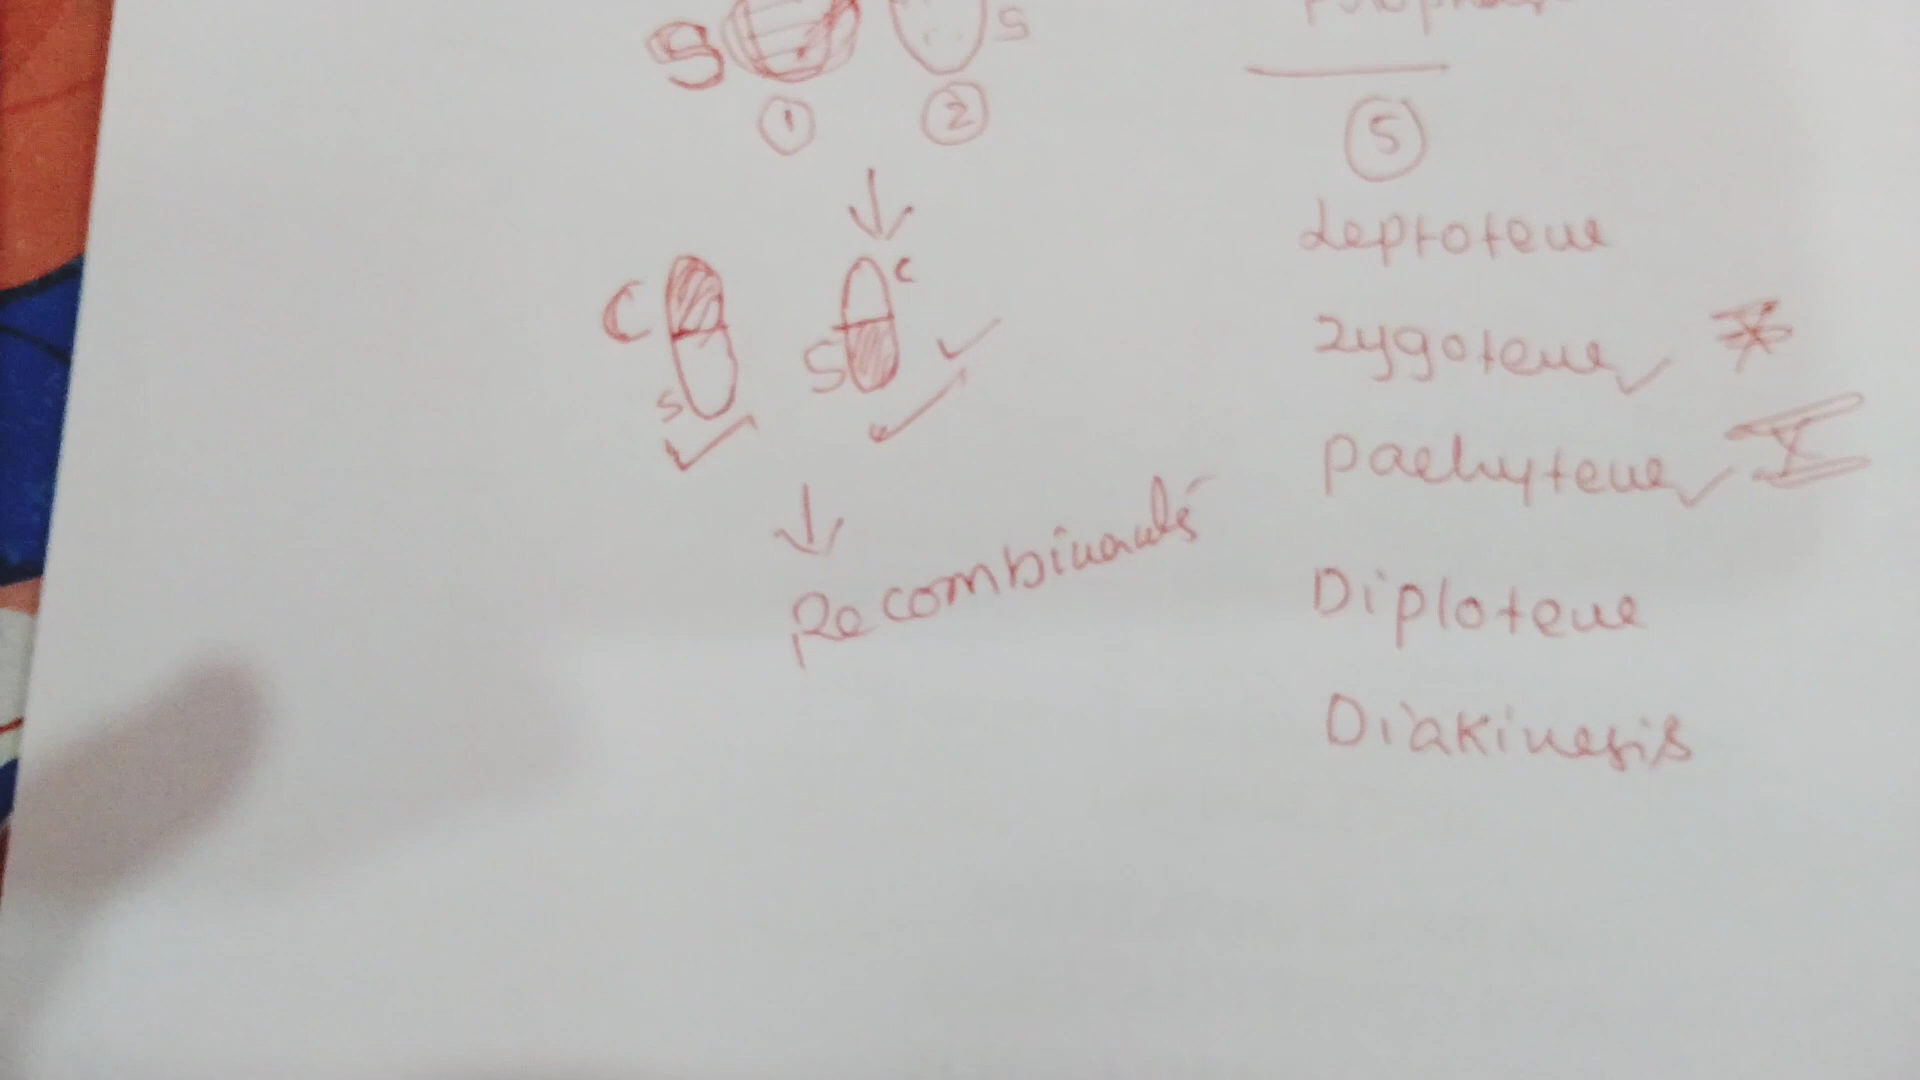 S S
1 2
C c
S
s
Recombinants
5
Leptotene
zygotene
pachytene
Diplotene
Diakinesis